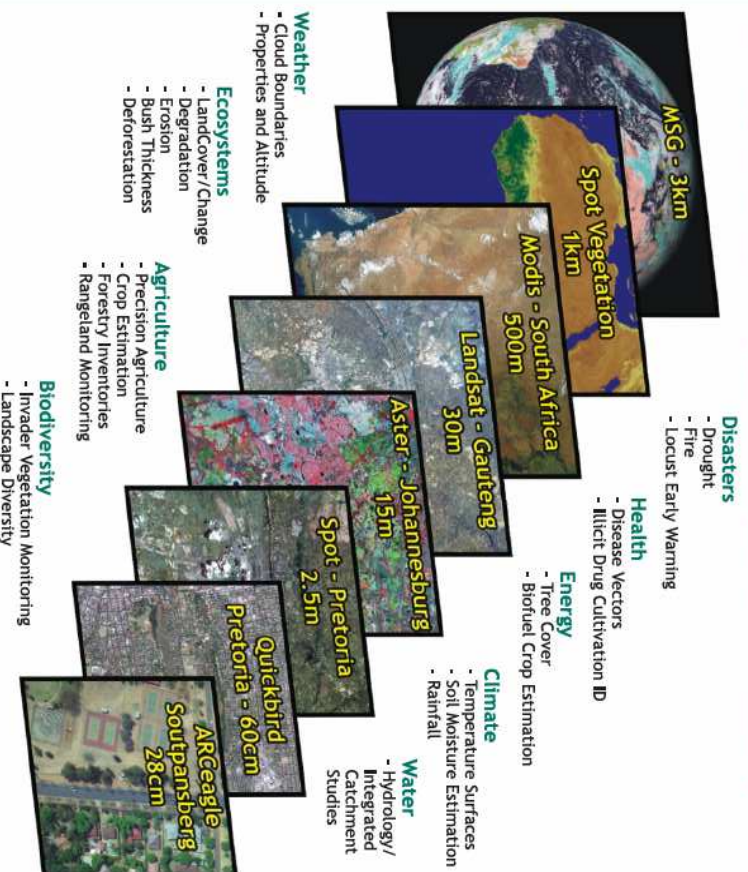 MSG - 3km
Spot Vegetation
1km
Modis - South Africa
500m
Landsat - Gauteng
30m
Aster - Johannesburg
15m
Spot - Pretoria
2.5m
Quickbird
Pretoria - 60cm
ARCeagle
Soutpansberg
28cm
Disasters
- Drought
- Fire
- Locust Early Warning
Health
- Disease Vectors
- Illicit Drug Cultivation ID
Energy
- Tree Cover
- Biofuel Crop Estimation
Climate
- Temperature Surfaces
- Soil Moisture Estimation
- Rainfall
Water
- Hydrology/
Integrated
Catchment
Studies
Weather
- Cloud Boundaries
- Properties and Altitude
Ecosystems
- LandCover/Change
- Degradation
- Erosion
- Bush Thickness
- Deforestation
Agriculture
- Precision Agriculture
- Crop Estimation
- Forestry Inventories
- Rangeland Monitoring
Biodiversity
- Invader Vegetation Monitoring
- Landscape Diversity